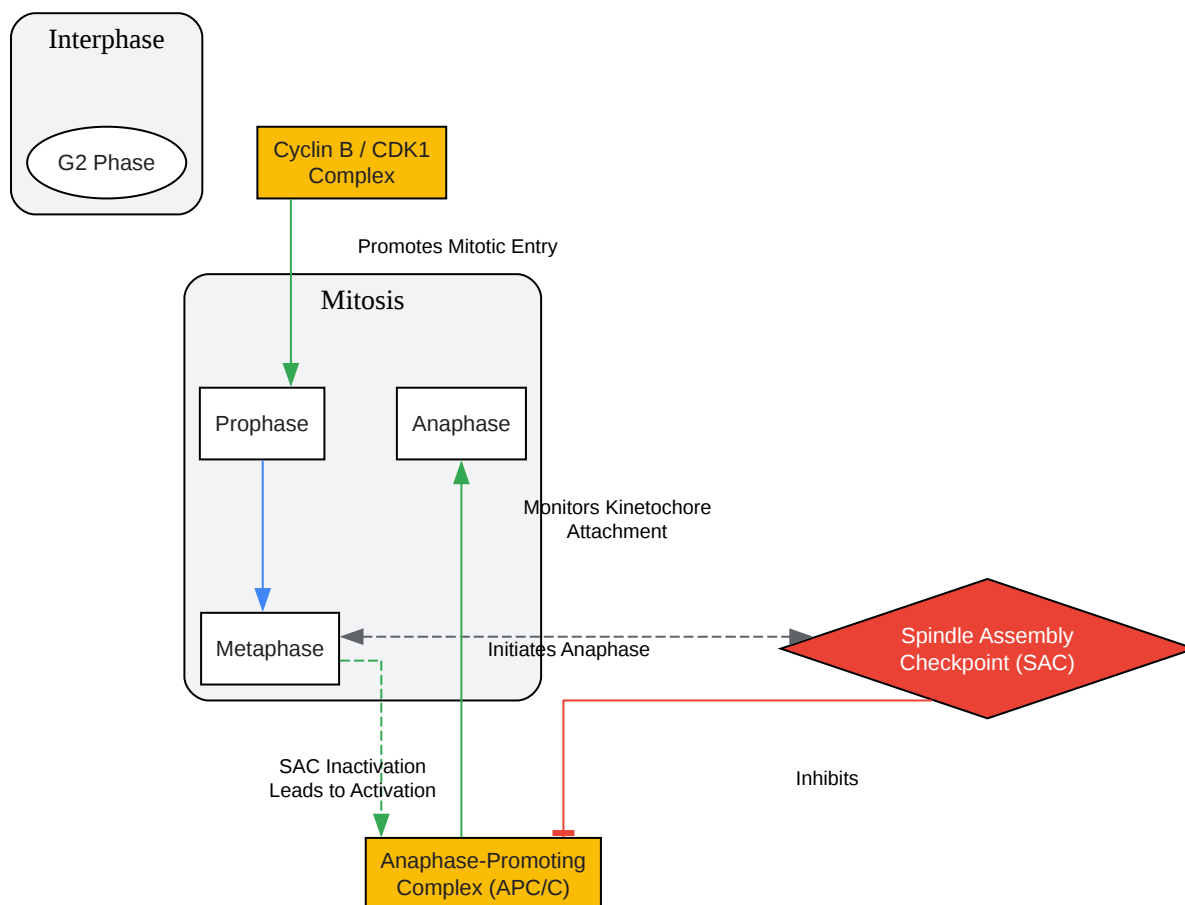 Interphase
G2 Phase
Cyclin B / CDK1
Complex
Promotes Mitotic Entry
Mitosis
Prophase
Anaphase
Monitors Kinetochore
Attachment
Metaphase
Initiates Anaphase
Spindle Assembly
Checkpoint (SAC)
SAC Inactivation
Leads to Activation
Inhibits
Anaphase-Promoting
Complex (APC/C)